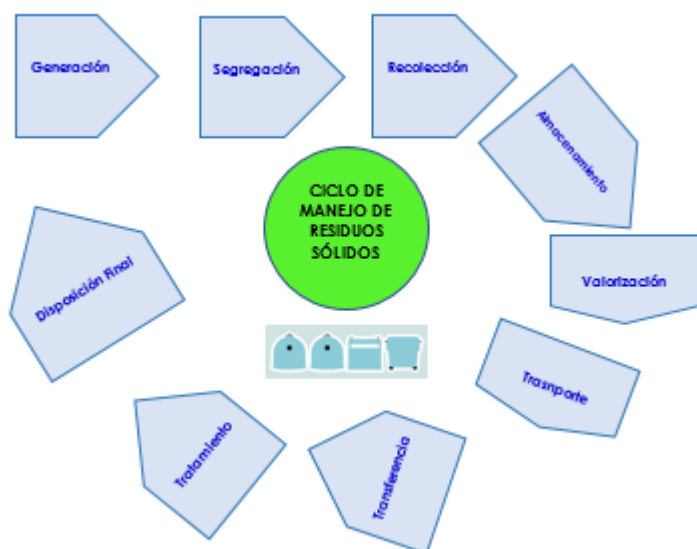 Generación
Segregación
Recolección
Almacenamiento
CICLO DE
MANEJO DE
RESIDUOS
SÓLIDOS
Valorización
Trasnporte
Transferencia
Tratamiento
Disposición Final